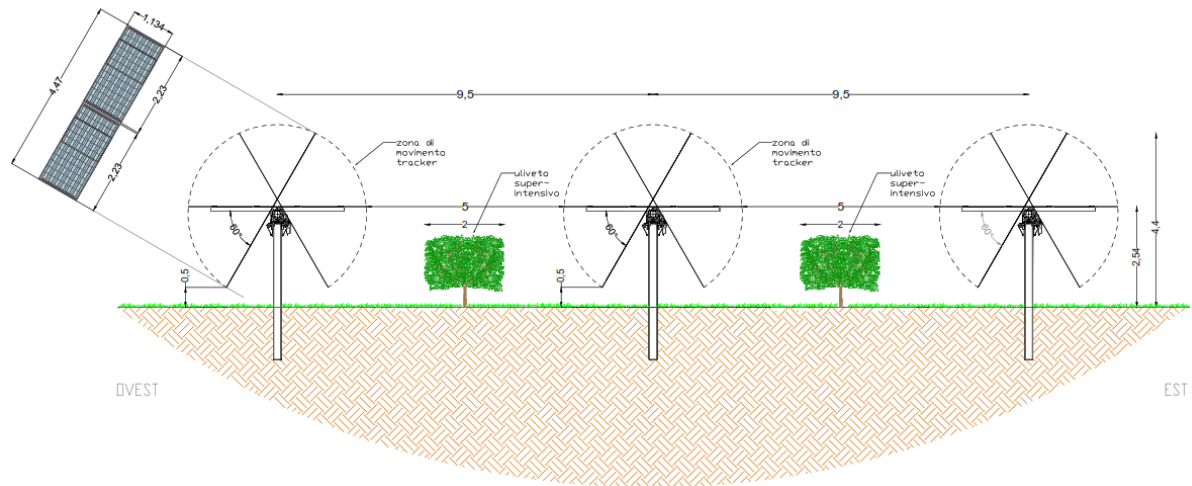 1,134
4,47
2,23
2,23
9,5
9,5
zona di
movimento
tracker
zona di
movimento
tracker
uliveto
super-
intensivo
uliveto
super-
intensivo
5
5
2
2
60°
60°
60°
0,5
0,5
2,54
4,4
OVEST
EST